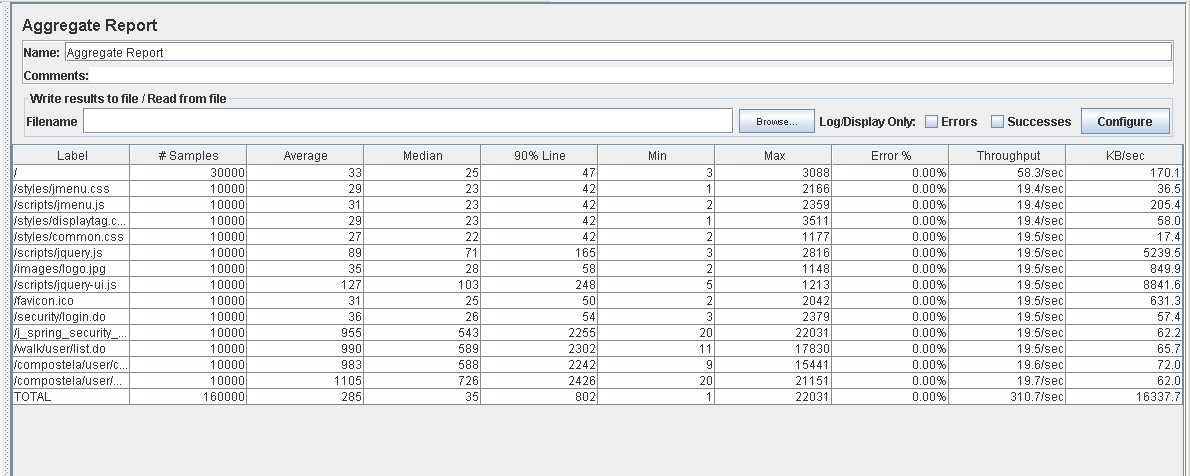 Aggregate Report
Name: Aggregate Report
Comments:
Write results to file / Read from file
Filename Browse... Log/Display Only: Errors Successes Configure
Label # Samples Average Median 90% Line Min Max Error % Throughput KB/sec
/ 30000 33 25 47 3 3088 0.00% 58.3/sec 170.1
/styles/jmenu.css 10000 29 23 42 1 2166 0.00% 19.4/sec 36.5
/scripts/jmenu.js 10000 31 23 42 2 2359 0.00% 19.4/sec 205.4
/styles/displaytag.c... 10000 29 23 42 1 3511 0.00% 19.4/sec 58.0
/styles/common.css 10000 27 22 42 2 1177 0.00% 19.5/sec 17.4
/scripts/jquery.js 10000 89 71 165 3 2816 0.00% 19.5/sec 5239.5
/images/logo.jpg 10000 35 28 58 2 1148 0.00% 19.5/sec 849.9
/scripts/jquery-ui.js 10000 127 103 248 5 1213 0.00% 19.5/sec 8841.6
/favicon.ico 10000 31 25 50 2 2042 0.00% 19.5/sec 631.3
/security/login.do 10000 36 26 54 3 2379 0.00% 19.5/sec 57.4
/j_spring_security_... 10000 955 543 2255 20 22031 0.00% 19.5/sec 62.2
/walk/user/list.do 10000 990 589 2302 11 17830 0.00% 19.5/sec 65.7
/compostela/user/c... 10000 983 588 2242 9 15441 0.00% 19.6/sec 72.0
/compostela/user/... 10000 1105 726 2426 20 21151 0.00% 19.7/sec 62.0
TOTAL 160000 285 35 802 1 22031 0.00% 310.7/sec 16337.7